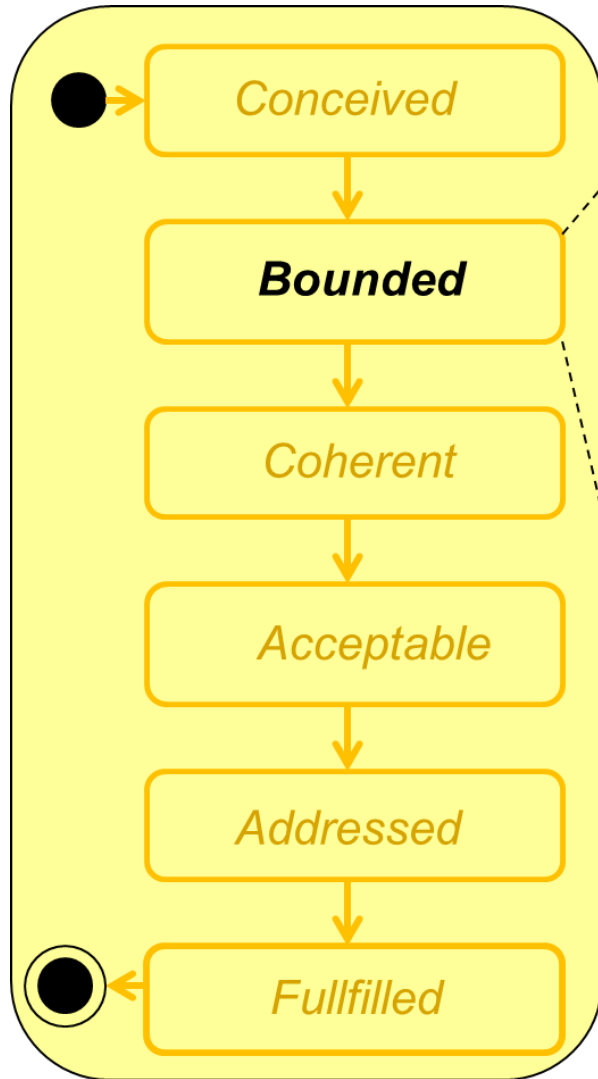 Conceived
Bounded
Coherent
Acceptable
Addressed
Fullfilled